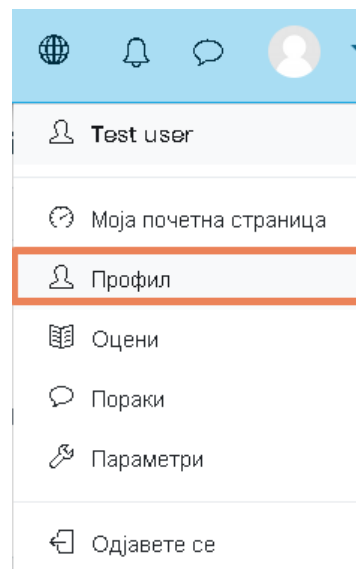 Test user
Моја почетна страница
Профил
Оцени
Пораки
Параметри
Одјавете се